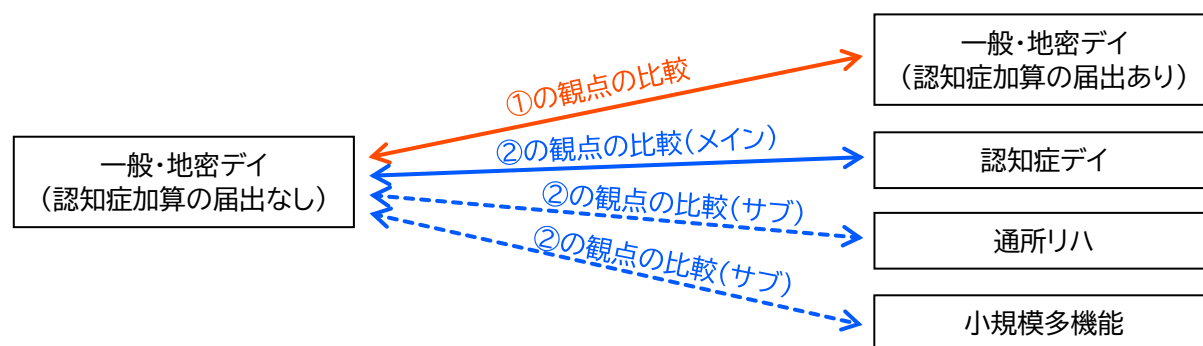 一般・地密デイ
（認知症加算の届出なし）
①の観点の比較
②の観点の比較（メイン）
②の観点の比較（サブ）
②の観点の比較（サブ）
一般・地密デイ
（認知症加算の届出あり）
認知症デイ
通所リハ
小規模多機能